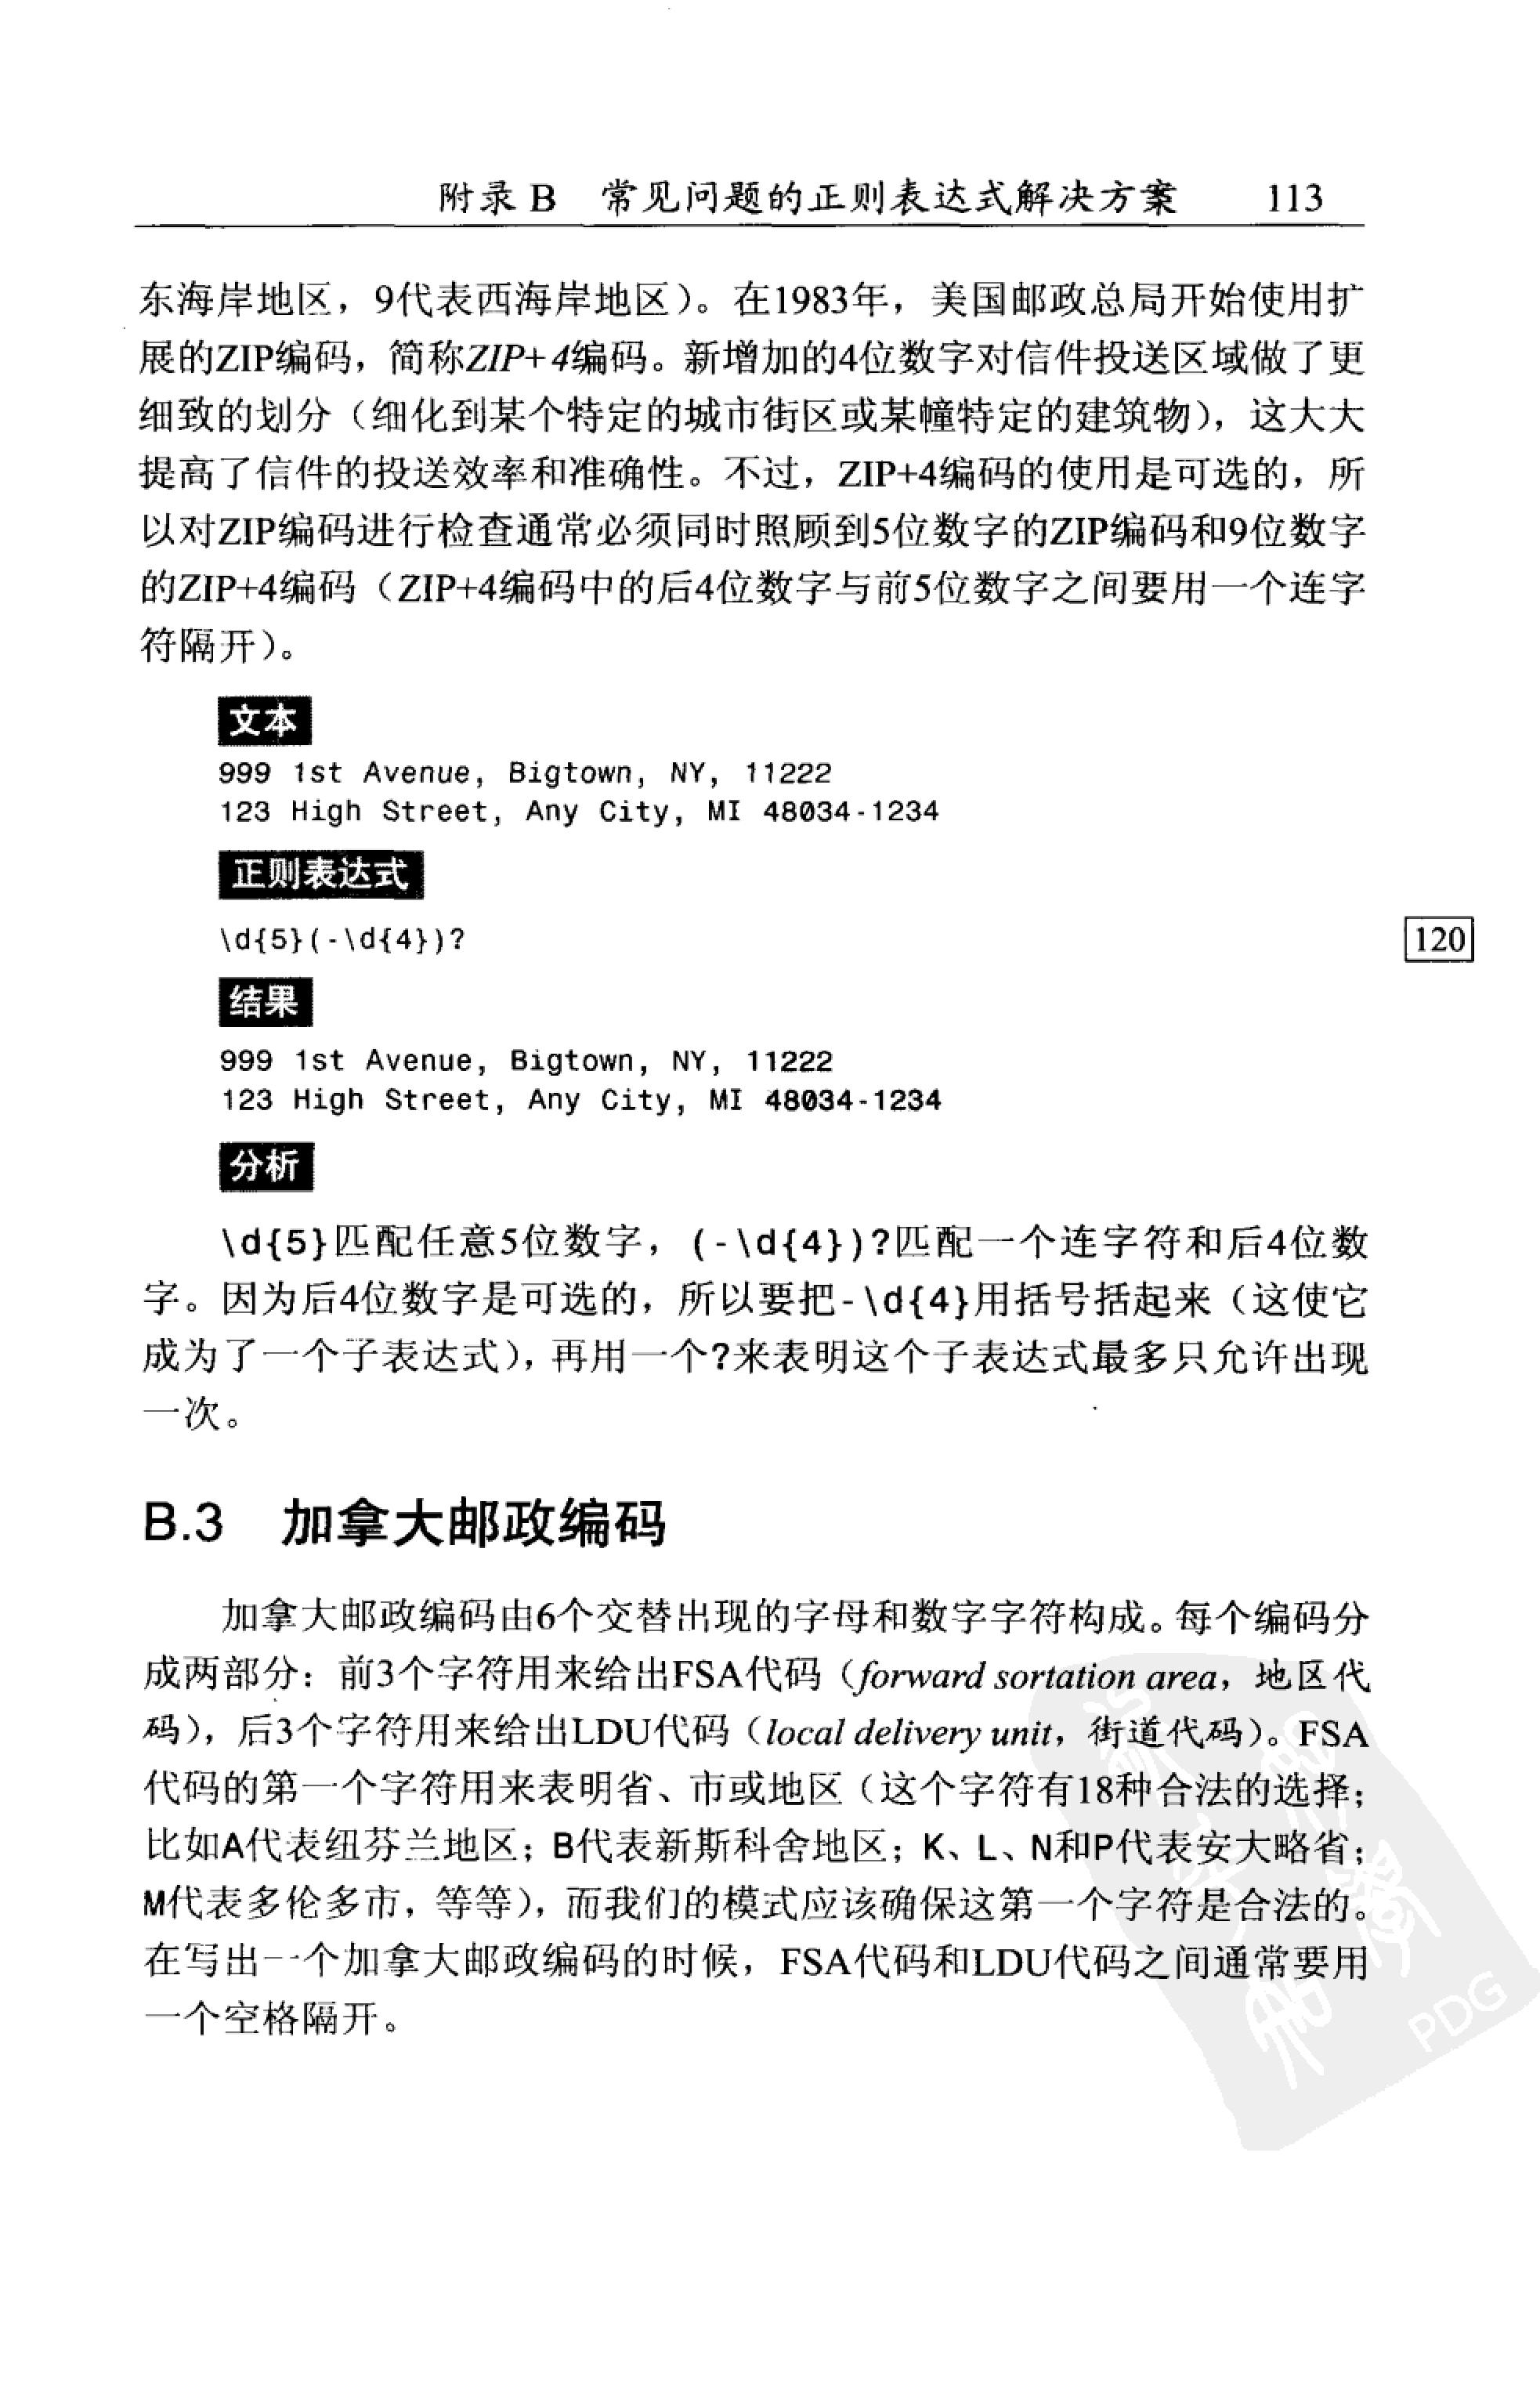 附录 B 常见问题的正则表达式解决方案 113
东海岸地区，9代表西海岸地区）。在1983年，美国邮政总局开始使用扩
展的ZIP编码，简称ZIP+4编码。新增加的4位数字对信件投送区域做了更
细致的划分（细化到某个特定的城市街区或某幢特定的建筑物），这大大
提高了信件的投送效率和准确性。不过，ZIP+4编码的使用是可选的，所
以对ZIP编码进行检查通常必须同时照顾到5位数字的ZIP编码和9位数字
的ZIP+4编码（ZIP+4编码中的后4位数字与前5位数字之间要用一个连字
符隔开）。
文本
999 1st Avenue, Bigtown, NY, 11222
123 High Street, Any City, MI 48034-1234
正则表达式
\d{5}(-\d{4})?
120
结果
999 1st Avenue, Bigtown, NY, 11222
123 High Street, Any City, MI 48034-1234
分析
\d{5}匹配任意5位数字，(-\d{4})?匹配一个连字符和后4位数
字。因为后4位数字是可选的，所以要把-\d{4}用括号括起来（这使它
成为了一个子表达式），再用一个?来表明这个子表达式最多只允许出现
一次。
B.3 加拿大邮政编码
加拿大邮政编码由6个交替出现的字母和数字字符构成。每个编码分
成两部分：前3个字符用来给出FSA代码（forward sortation area，地区代
码），后3个字符用来给出LDU代码（local delivery unit，街道代码）。FSA
代码的第一个字符用来表明省、市或地区（这个字符有18种合法的选择；
比如A代表纽芬兰地区；B代表新斯科舍地区；K、L、N和P代表安大略省；
M代表多伦多市，等等），而我们的模式应该确保这第一个字符是合法的。
在写出一个加拿大邮政编码的时候，FSA代码和LDU代码之间通常要用
一个空格隔开。
PDG